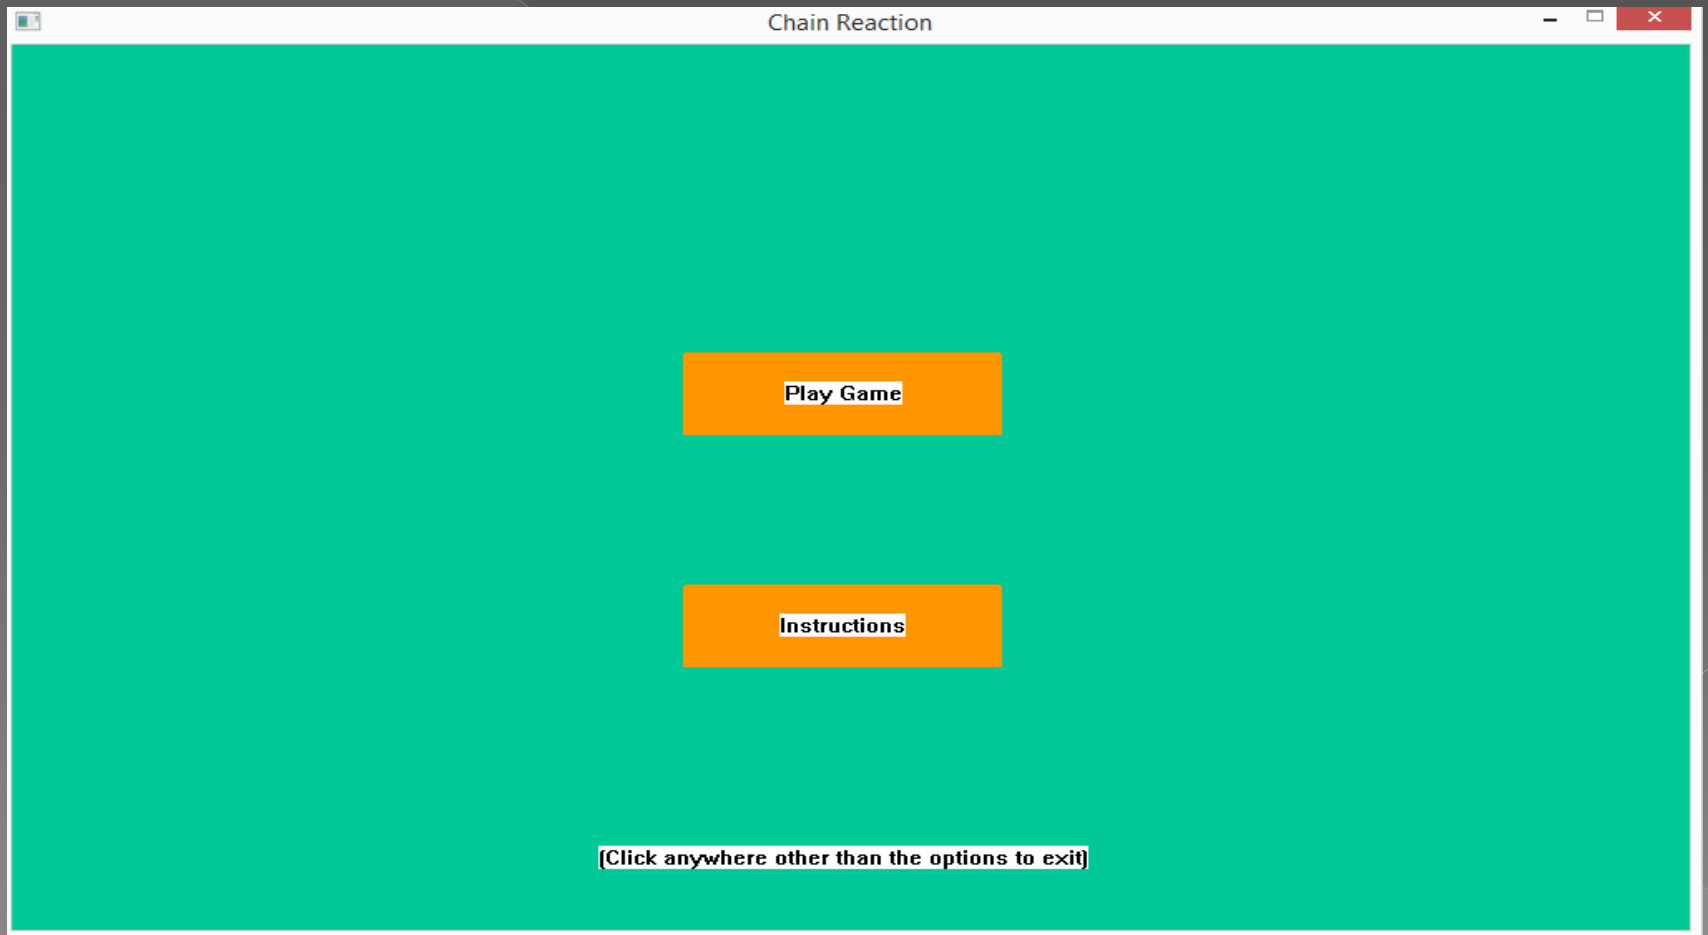 Chain Reaction
Play Game
Instructions
(Click anywhere other than the options to exit)